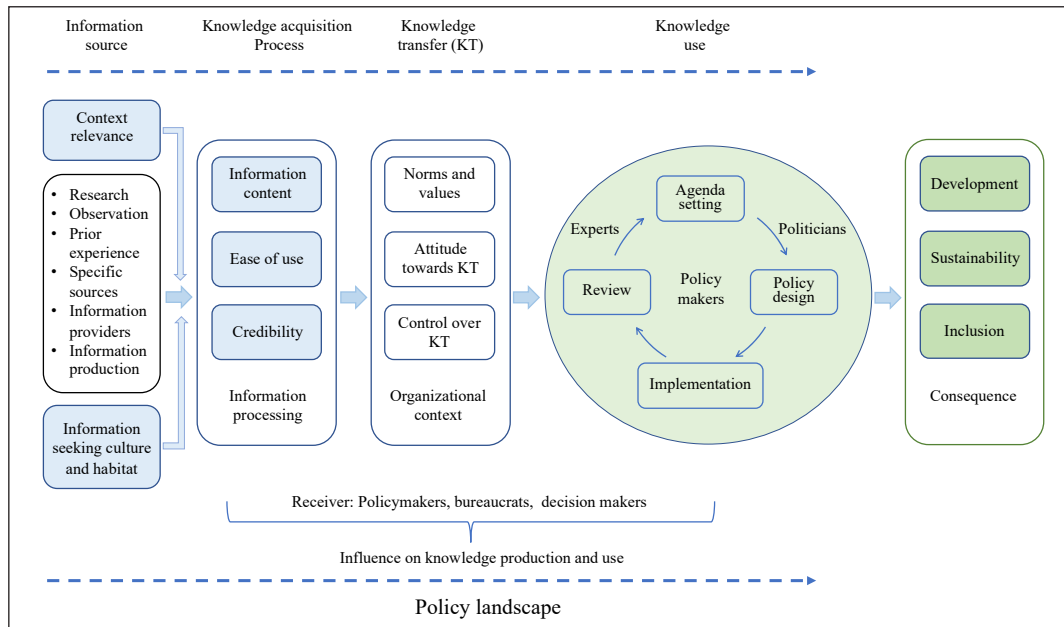 Information
source
Knowledge acquisition
Process
Knowledge
transfer (KT)
Knowledge
use
Context
relevance
• Research
• Observation
• Prior
experience
• Specific
sources
• Information
providers
• Information
production
Information
seeking culture
and habitat
Information
content
Ease of use
Credibility
Information
processing
Norms and
values
Attitude
towards KT
Control over
KT
Organizational
context
Agenda
setting
Experts
Politicians
Review
Policy
makers
Policy
design
Implementation
Development
Sustainability
Inclusion
Consequence
Receiver: Policymakers, bureaucrats, decision makers
Influence on knowledge production and use
Policy landscape